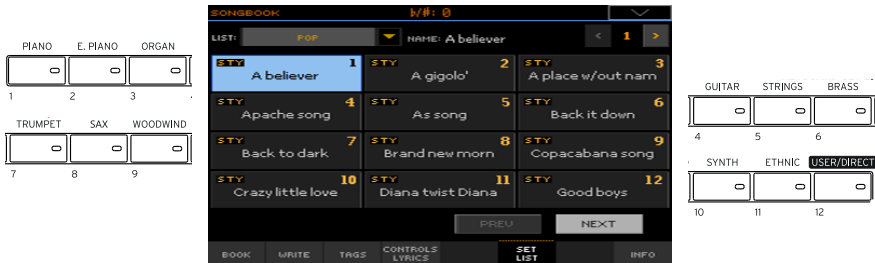 PIANO E. PIANO ORGAN
1 2 3
TRUMPET SAX WOODWIND
7 8 9
SONGBOOK b/#: 0
LIST: POP NAME: A believer < 1 >
STY 1 STY 2 STY 3
A believer A gigolo' A place w/out nam
STY 4 STY 5 STY 6
Apache song As song Back it down
STY 7 STY 8 STY 9
Back to dark Brand new morn Copacabana song
STY 10 STY 11 STY 12
Crazy little love Diana twist Diana Good boys
PREV NEXT
BOOK WRITE TAGS CONTROLS LYRICS SET LIST INFO
GUITAR STRINGS BRASS
4 5 6
SYNTH ETHNIC USER/DIRECT
10 11 12